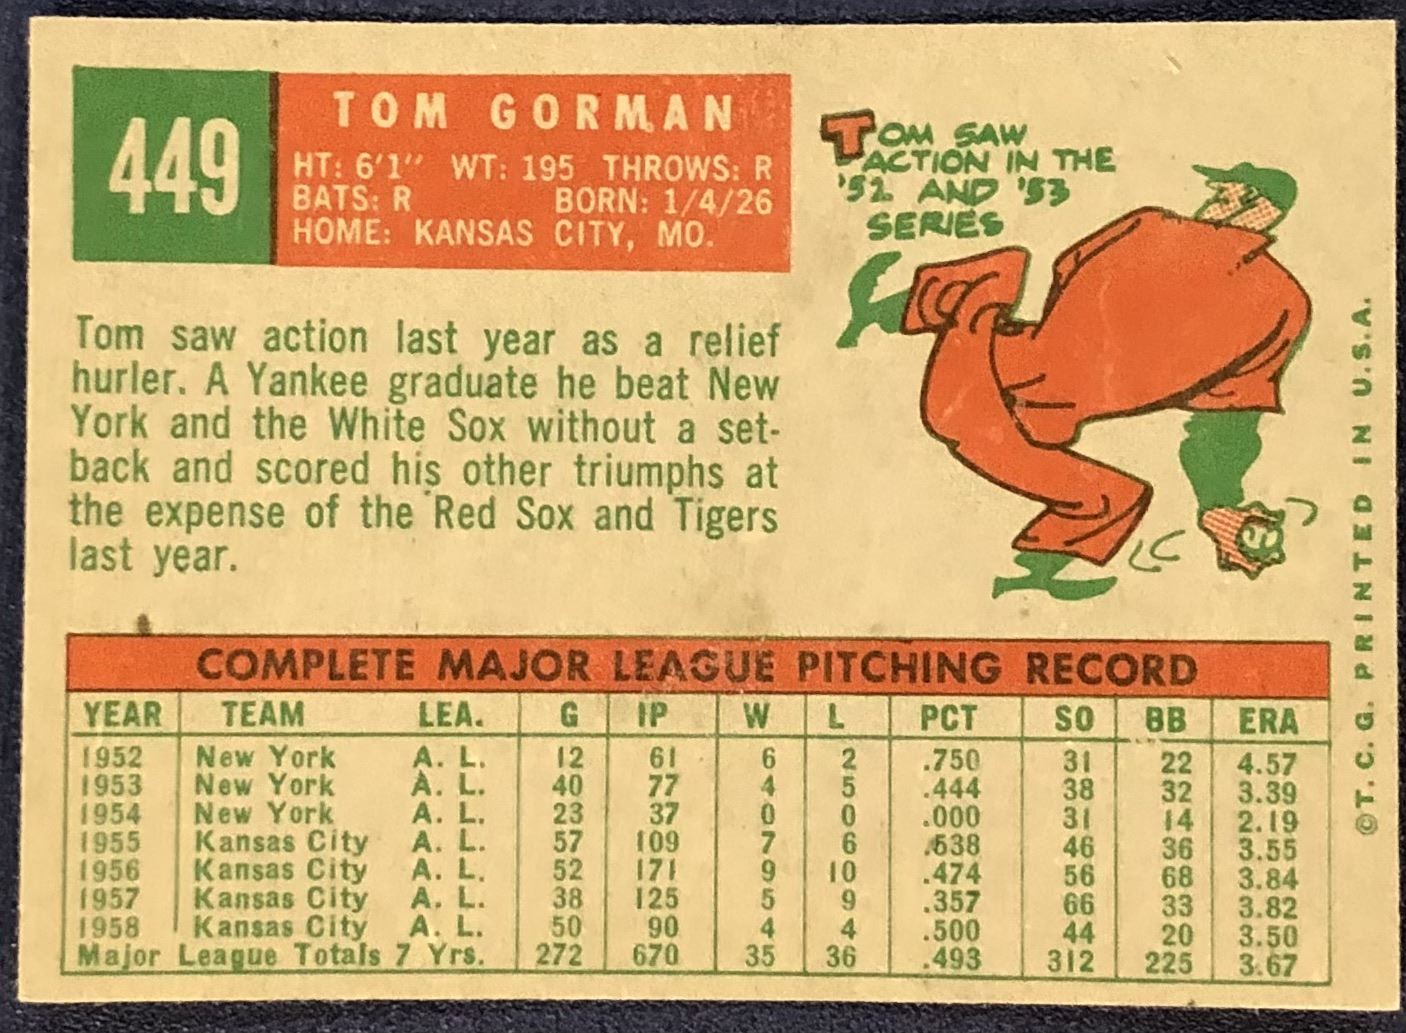 449
TOM GORMAN
HT: 6'1" WT: 195 THROWS: R
BATS: R BORN: 1/4/26
HOME: KANSAS CITY, MO.
TOM SAW
ACTION IN THE
'52 AND '53
SERIES
Tom saw action last year as a relief
hurler. A Yankee graduate he beat New
York and the White Sox without a set-
back and scored his other triumphs at
the expense of the Red Sox and Tigers
last year.
COMPLETE MAJOR LEAGUE PITCHING RECORD
YEAR TEAM LEA. G IP W L PCT SO BB ERA
1952 New York A. L. 12 61 6 2 .750 31 22 4.57
1953 New York A. L. 40 77 4 5 .444 38 32 3.39
1954 New York A. L. 23 37 0 0 .000 31 14 2.19
1955 Kansas City A. L. 57 109 7 6 .538 46 36 3.55
1956 Kansas City A. L. 52 171 9 10 .474 56 68 3.84
1957 Kansas City A. L. 38 125 5 9 .357 66 33 3.82
1958 Kansas City A. L. 50 90 4 4 .500 44 20 3.50
Major League Totals 7 Yrs. 272 670 35 36 .493 312 225 3.67
©T.C.G. PRINTED IN U.S.A.